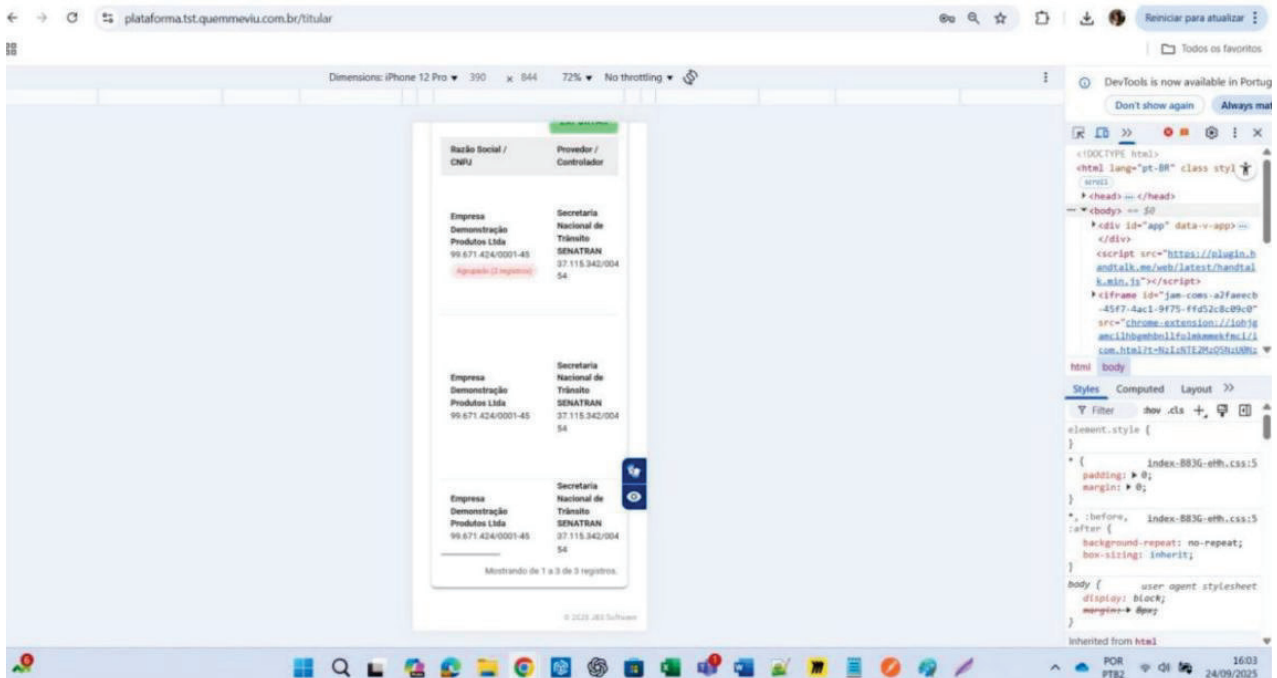 plataforma.tst.quemmeviu.com.br/titular
Reiniciar para atualizar
Todos os favoritos
Dimensions: iPhone 12 Pro 390 x 844 72% No throttling
DevTools is now available in Portug
Don't show again Always mat
EXPORTAR
Razão Social / CNPJ
Provedor / Controlador
Empresa
Demonstração
Produtos Ltda
99.671.424/0001-45
Agrupado (2 registros)
Secretaria
Nacional de
Trânsito
SENATRAN
37.115.342/004
54
Empresa
Demonstração
Produtos Ltda
99.671.424/0001-45
Secretaria
Nacional de
Trânsito
SENATRAN
37.115.342/004
54
Empresa
Demonstração
Produtos Ltda
99.671.424/0001-45
Secretaria
Nacional de
Trânsito
SENATRAN
37.115.342/004
54
Mostrando de 1 a 3 de 3 registros.
<!DOCTYPE html>
<html lang="pt-BR" class styl
scroll
<head> … </head>
<body> == $0
<div id="app" data-v-app> …
</div>
<script src="https://plugin.h
andtalk.me/web/latest/handtal
k.min.js"></script>
html body
Styles Computed Layout
Filter :hov .cls
element.style {
}
* { index-B83G-eHh.css:5
padding: 0;
margin: 0;
}
*, :before, index-B83G-eHh.css:5
:after {
background-repeat: no-repeat;
box-sizing: inherit;
}
body { user agent stylesheet
display: block;
margin: 8px;
}
Inherited from html
6
POR
PTB2
16:03
24/09/2025